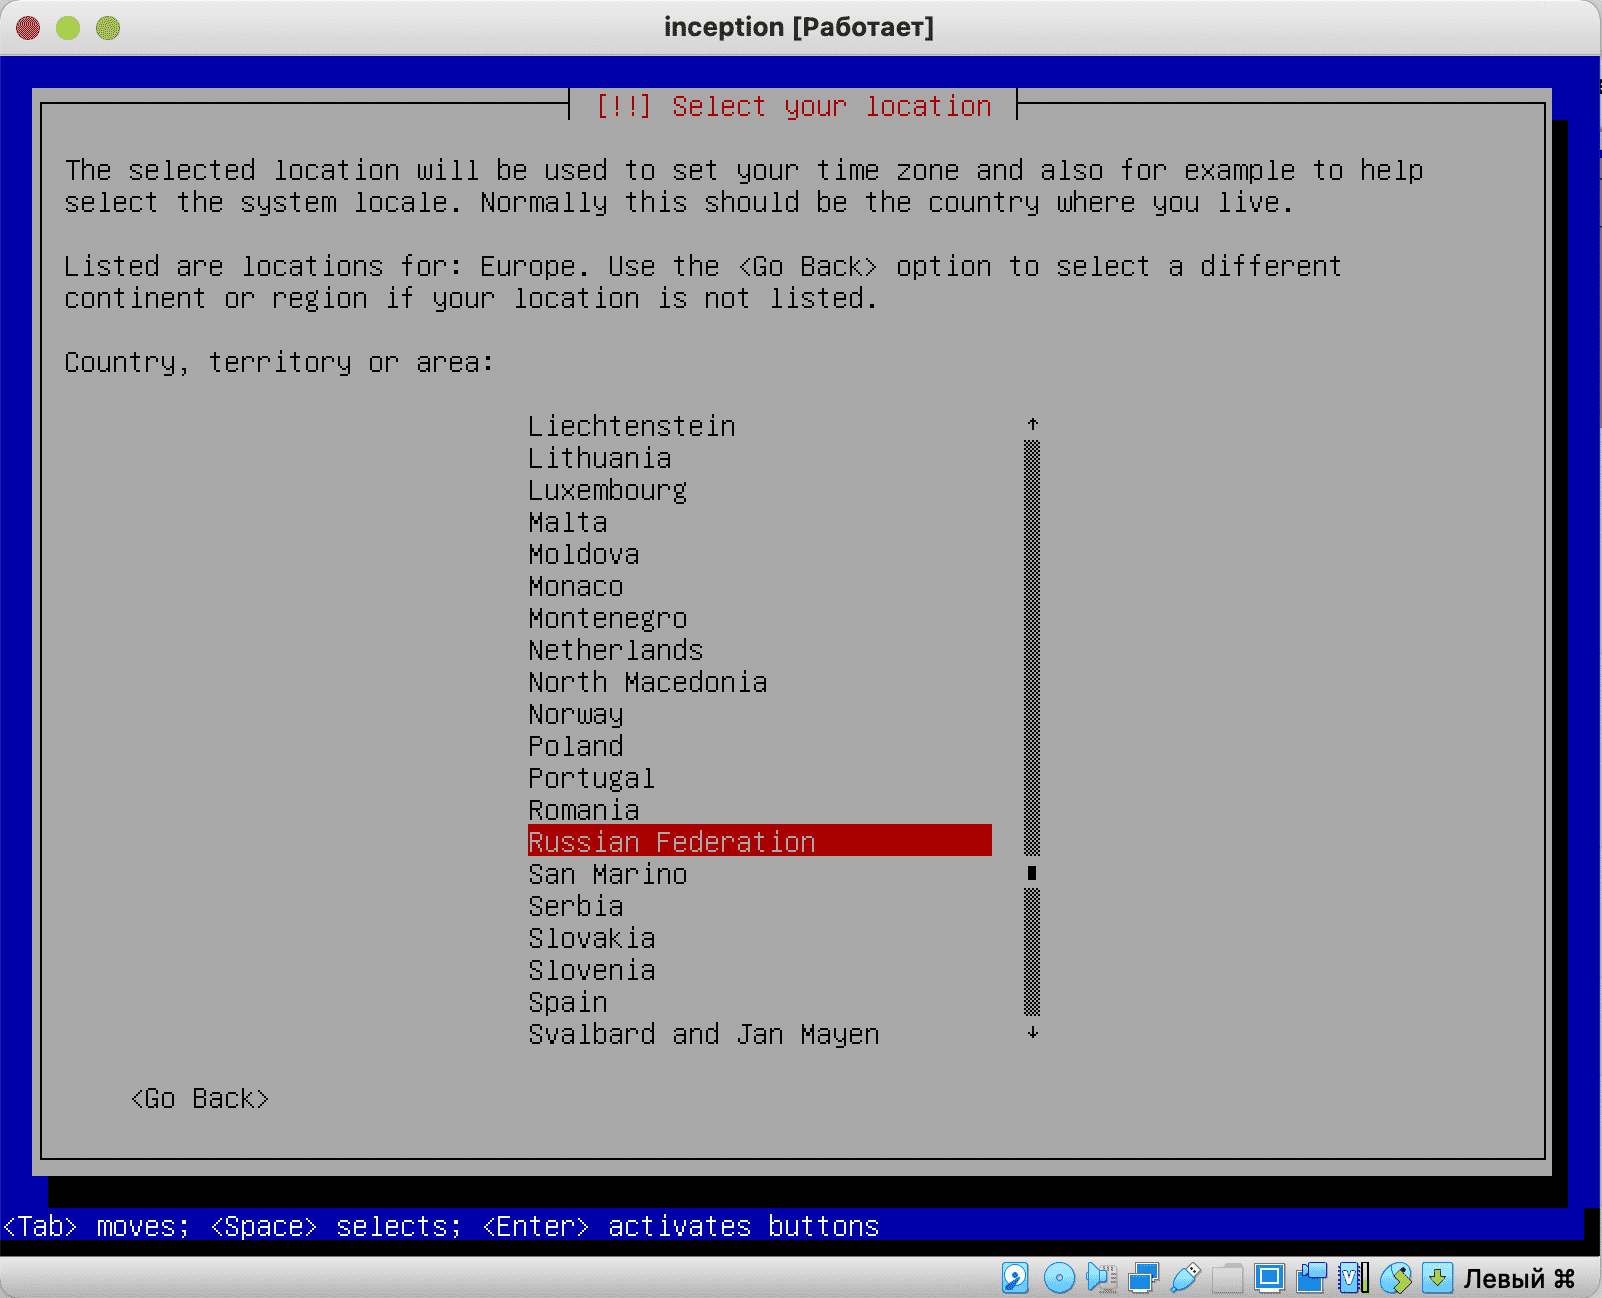 inception [Работает]
[!!] Select your location
The selected location will be used to set your time zone and also for example to help
select the system locale. Normally this should be the country where you live.
Listed are locations for: Europe. Use the <Go Back> option to select a different
continent or region if your location is not listed.
Country, territory or area:
Liechtenstein
Lithuania
Luxembourg
Malta
Moldova
Monaco
Montenegro
Netherlands
North Macedonia
Norway
Poland
Portugal
Romania
Russian Federation
San Marino
Serbia
Slovakia
Slovenia
Spain
Svalbard and Jan Mayen
<Go Back>
<Tab> moves; <Space> selects; <Enter> activates buttons
Левый ⌘